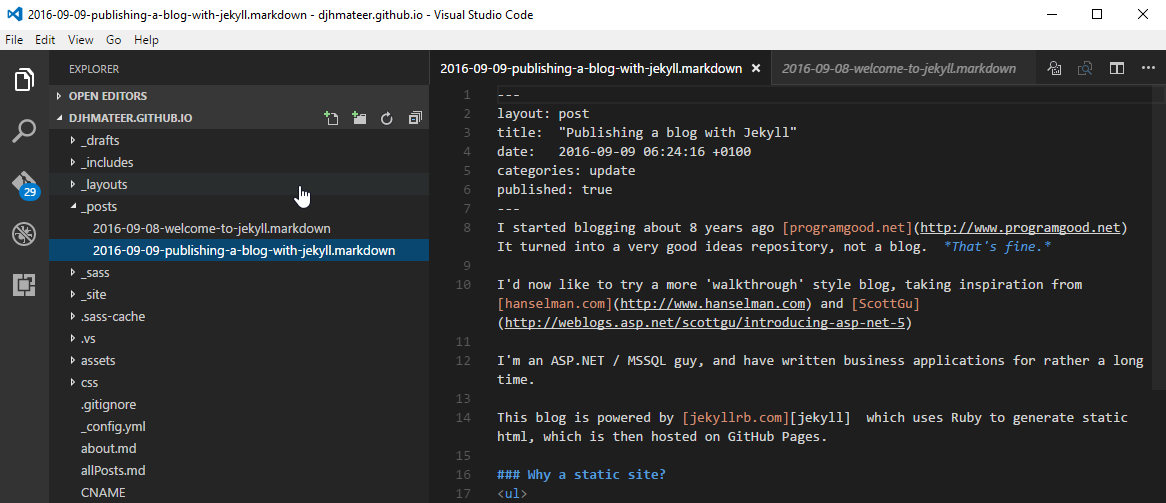 2016-09-09-publishing-a-blog-with-jekyll.markdown - djhmateer.github.io - Visual Studio Code
File Edit View Go Help
EXPLORER
OPEN EDITORS
DJHMATEER.GITHUB.IO
_drafts
_includes
_layouts
_posts
2016-09-08-welcome-to-jekyll.markdown
2016-09-09-publishing-a-blog-with-jekyll.markdown
_sass
_site
.sass-cache
.vs
assets
css
.gitignore
_config.yml
about.md
allPosts.md
CNAME
29
2016-09-09-publishing-a-blog-with-jekyll.markdown
2016-09-08-welcome-to-jekyll.markdown
1 ---
2 layout: post
3 title:  "Publishing a blog with Jekyll"
4 date:   2016-09-09 06:24:16 +0100
5 categories: update
6 published: true
7 ---
8 I started blogging about 8 years ago [programgood.net](http://www.programgood.net)
It turned into a very good ideas repository, not a blog.  *That's fine.*
9
10 I'd now like to try a more 'walkthrough' style blog, taking inspiration from
[hanselman.com](http://www.hanselman.com) and [ScottGu]
(http://weblogs.asp.net/scottgu/introducing-asp-net-5)
11
12 I'm an ASP.NET / MSSQL guy, and have written business applications for rather a long
time.
13
14 This blog is powered by [jekyllrb.com][jekyll]  which uses Ruby to generate static
html, which is then hosted on GitHub Pages.
15
16 ### Why a static site?
17 <ul>